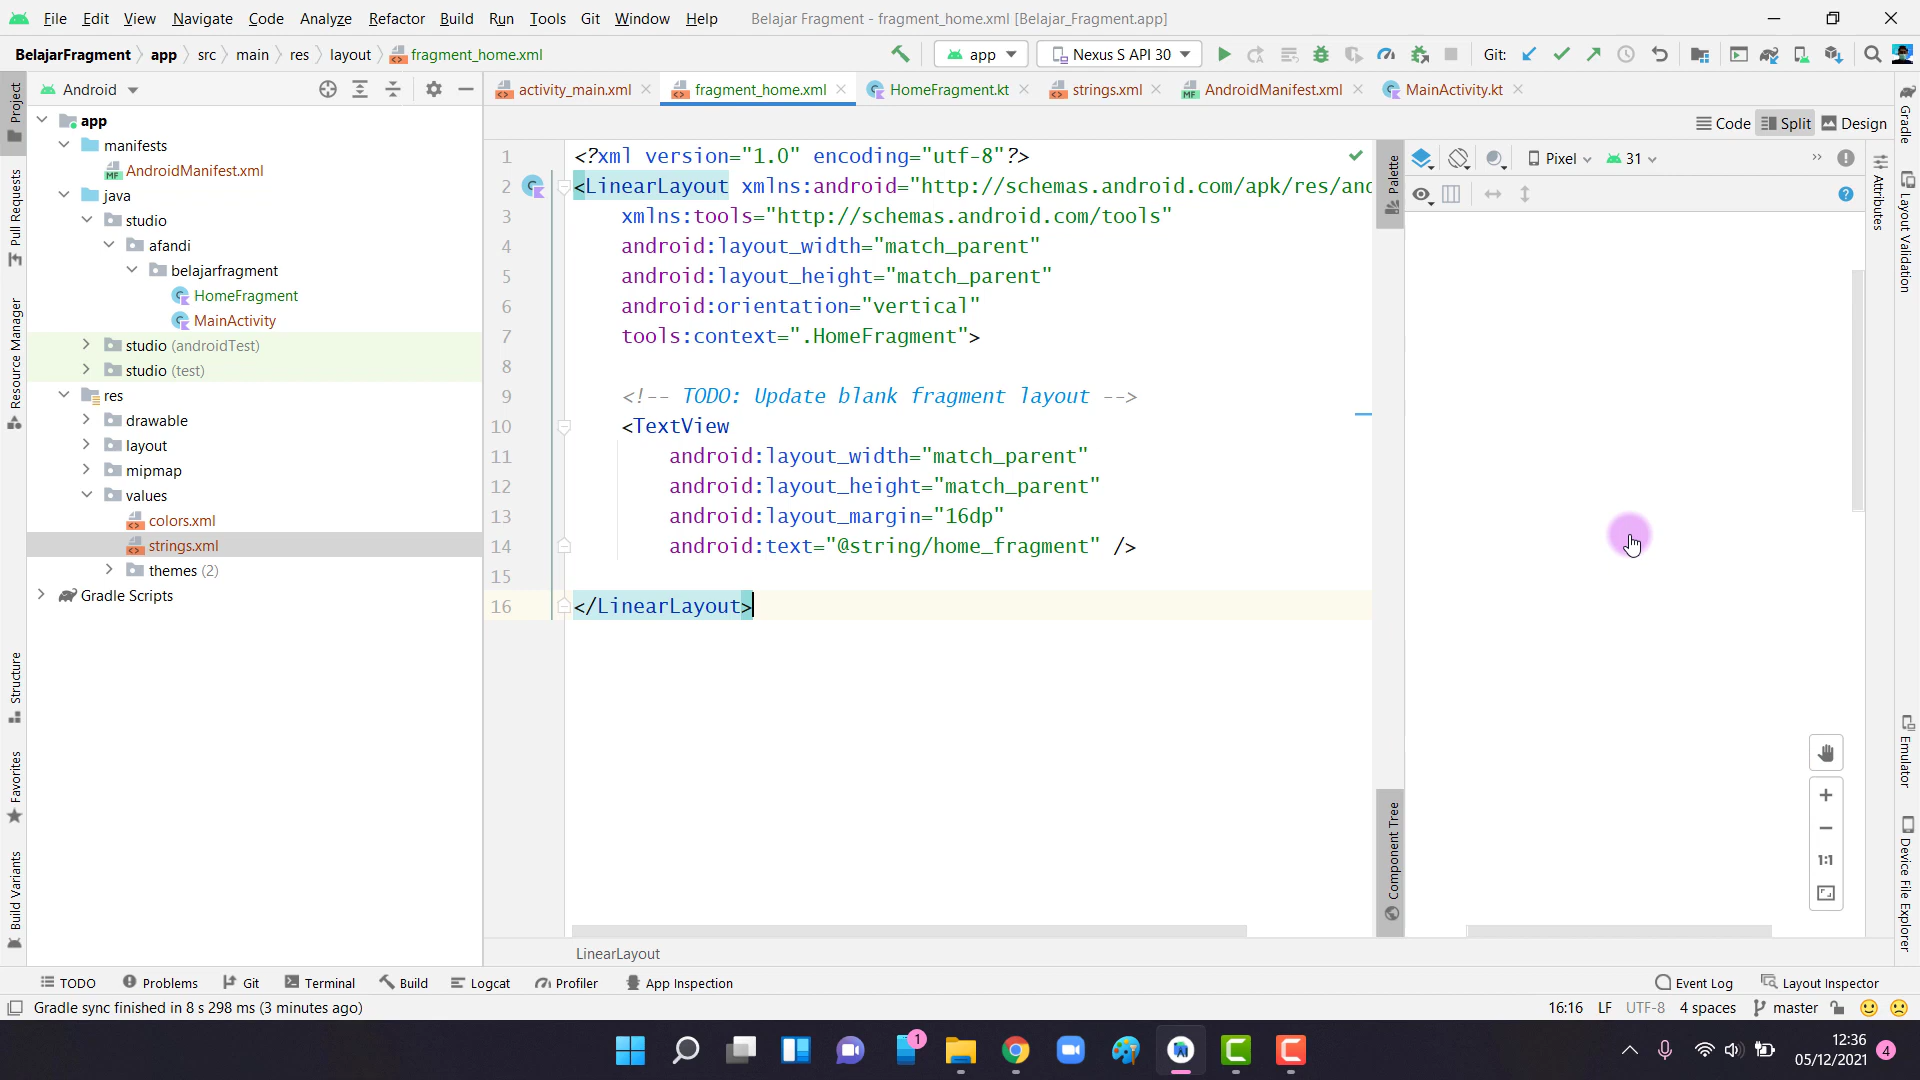 File Edit View Navigate Code Analyze Refactor Build Run Tools Git Window Help Belajar Fragment - fragment_home.xml [Belajar_Fragment.app]
BelajarFragment app src main res layout fragment_home.xml app Nexus S API 30 Git:
Android activity_main.xml fragment_home.xml HomeFragment.kt strings.xml AndroidManifest.xml MainActivity.kt
Code Split Design
Project
Pull Requests
Resource Manager
Structure
Favorites
Build Variants
app
manifests
AndroidManifest.xml
java
studio
afandi
belajarfragment
HomeFragment
MainActivity
studio (androidTest)
studio (test)
res
drawable
layout
mipmap
values
colors.xml
strings.xml
themes (2)
Gradle Scripts
1 <?xml version="1.0" encoding="utf-8"?>
2 <LinearLayout xmlns:android="http://schemas.android.com/apk/res/and
3 xmlns:tools="http://schemas.android.com/tools"
4 android:layout_width="match_parent"
5 android:layout_height="match_parent"
6 android:orientation="vertical"
7 tools:context=".HomeFragment">
8
9 <!-- TODO: Update blank fragment layout -->
10 <TextView
11 android:layout_width="match_parent"
12 android:layout_height="match_parent"
13 android:layout_margin="16dp"
14 android:text="@string/home_fragment" />
15
16 </LinearLayout>
LinearLayout
Palette
Component Tree
Pixel 31
1:1
Gradle
Attributes
Layout Validation
Emulator
Device File Explorer
TODO Problems Git Terminal Build Logcat Profiler App Inspection Event Log Layout Inspector
Gradle sync finished in 8 s 298 ms (3 minutes ago) 16:16 LF UTF-8 4 spaces master
1
12:36
05/12/2021 4